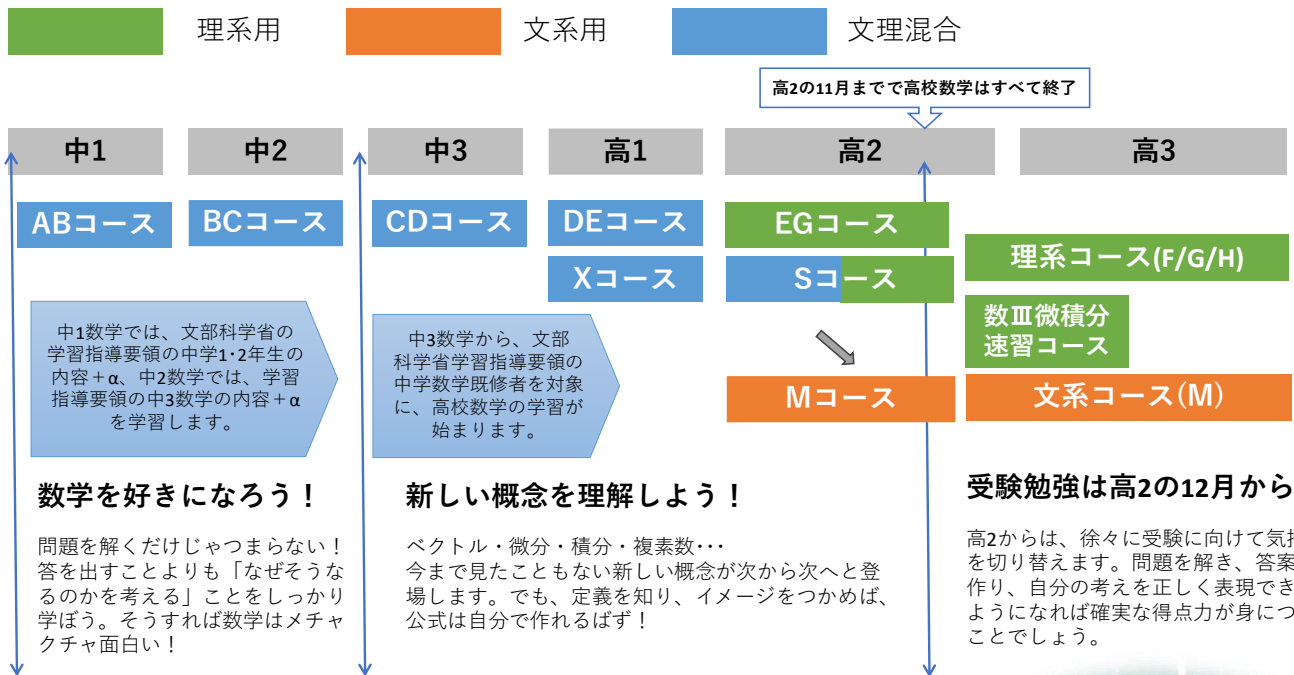 理系用
文系用
文理混合
高2の11月までで高校数学はすべて終了
中1
中2
中3
高1
高2
高3
ABコース
BCコース
CDコース
DEコース
EGコース
理系コース(F/G/H)
Xコース
Sコース
数Ⅲ微積分
速習コース
Mコース
文系コース(M)
中1数学では、文部科学省の
学習指導要領の中学1・2年生の
内容+α、中2数学では、学習
指導要領の中3数学の内容+α
を学習します。
中3数学から、文部
科学省学習指導要領の
中学数学既修者を対象
に、高校数学の学習が
始まります。
数学を好きになろう！
問題を解くだけじゃつまらない！
答を出すことよりも「なぜそうな
るのかを考える」ことをしっかり
学ぼう。そうすれば数学はメチャ
クチャ面白い！
新しい概念を理解しよう！
ベクトル・微分・積分・複素数･･･
今まで見たこともない新しい概念が次から次へと登
場します。でも、定義を知り、イメージをつかめば、
公式は自分で作れるばず！
受験勉強は高2の12月から
高2からは、徐々に受験に向けて気
を切り替えます。問題を解き、答案
作り、自分の考えを正しく表現でき
ようになれば確実な得点力が身につ
ことでしょう。